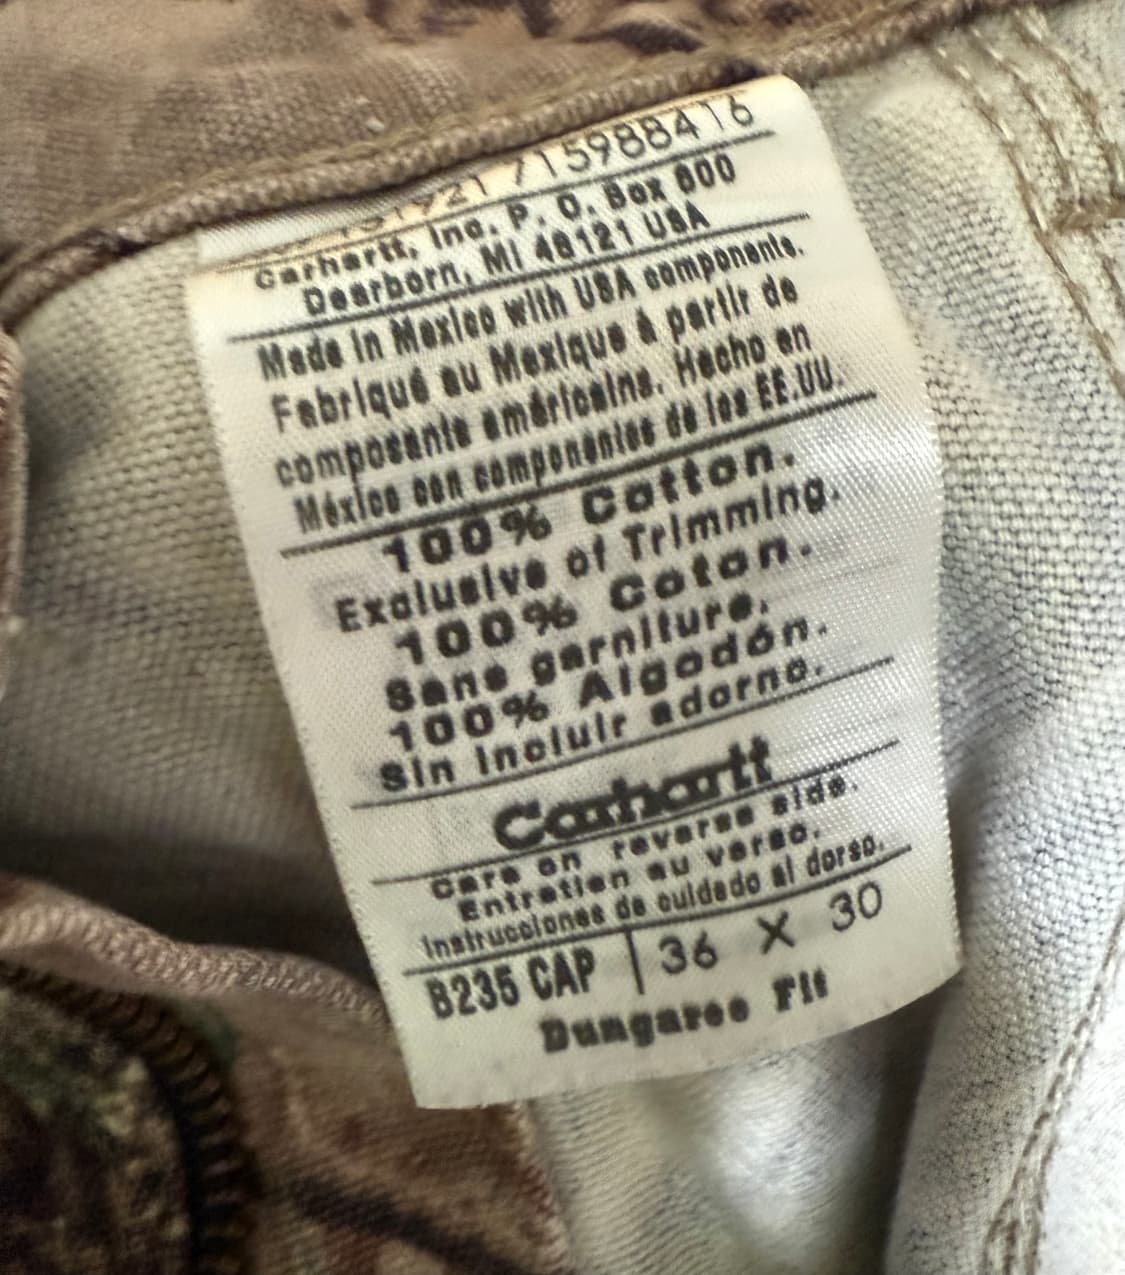 715988416
Carhartt, Inc. P. O. Box 600
Dearborn, MI 48121 USA
Made in Mexico with USA components.
Fabriqué au Mexique à partir de
composants américains. Hecho en
México con componentes de los EE.UU.
100% Cotton.
Exclusive of Trimming.
100% Coton.
Sans garniture.
100% Algodón.
Sin incluir adorno.
Carhartt
Care on reverse side.
Entretien au verso.
Instrucciones de cuidado al dorso.
B235 CAP | 36 X 30
Dungaree Fit